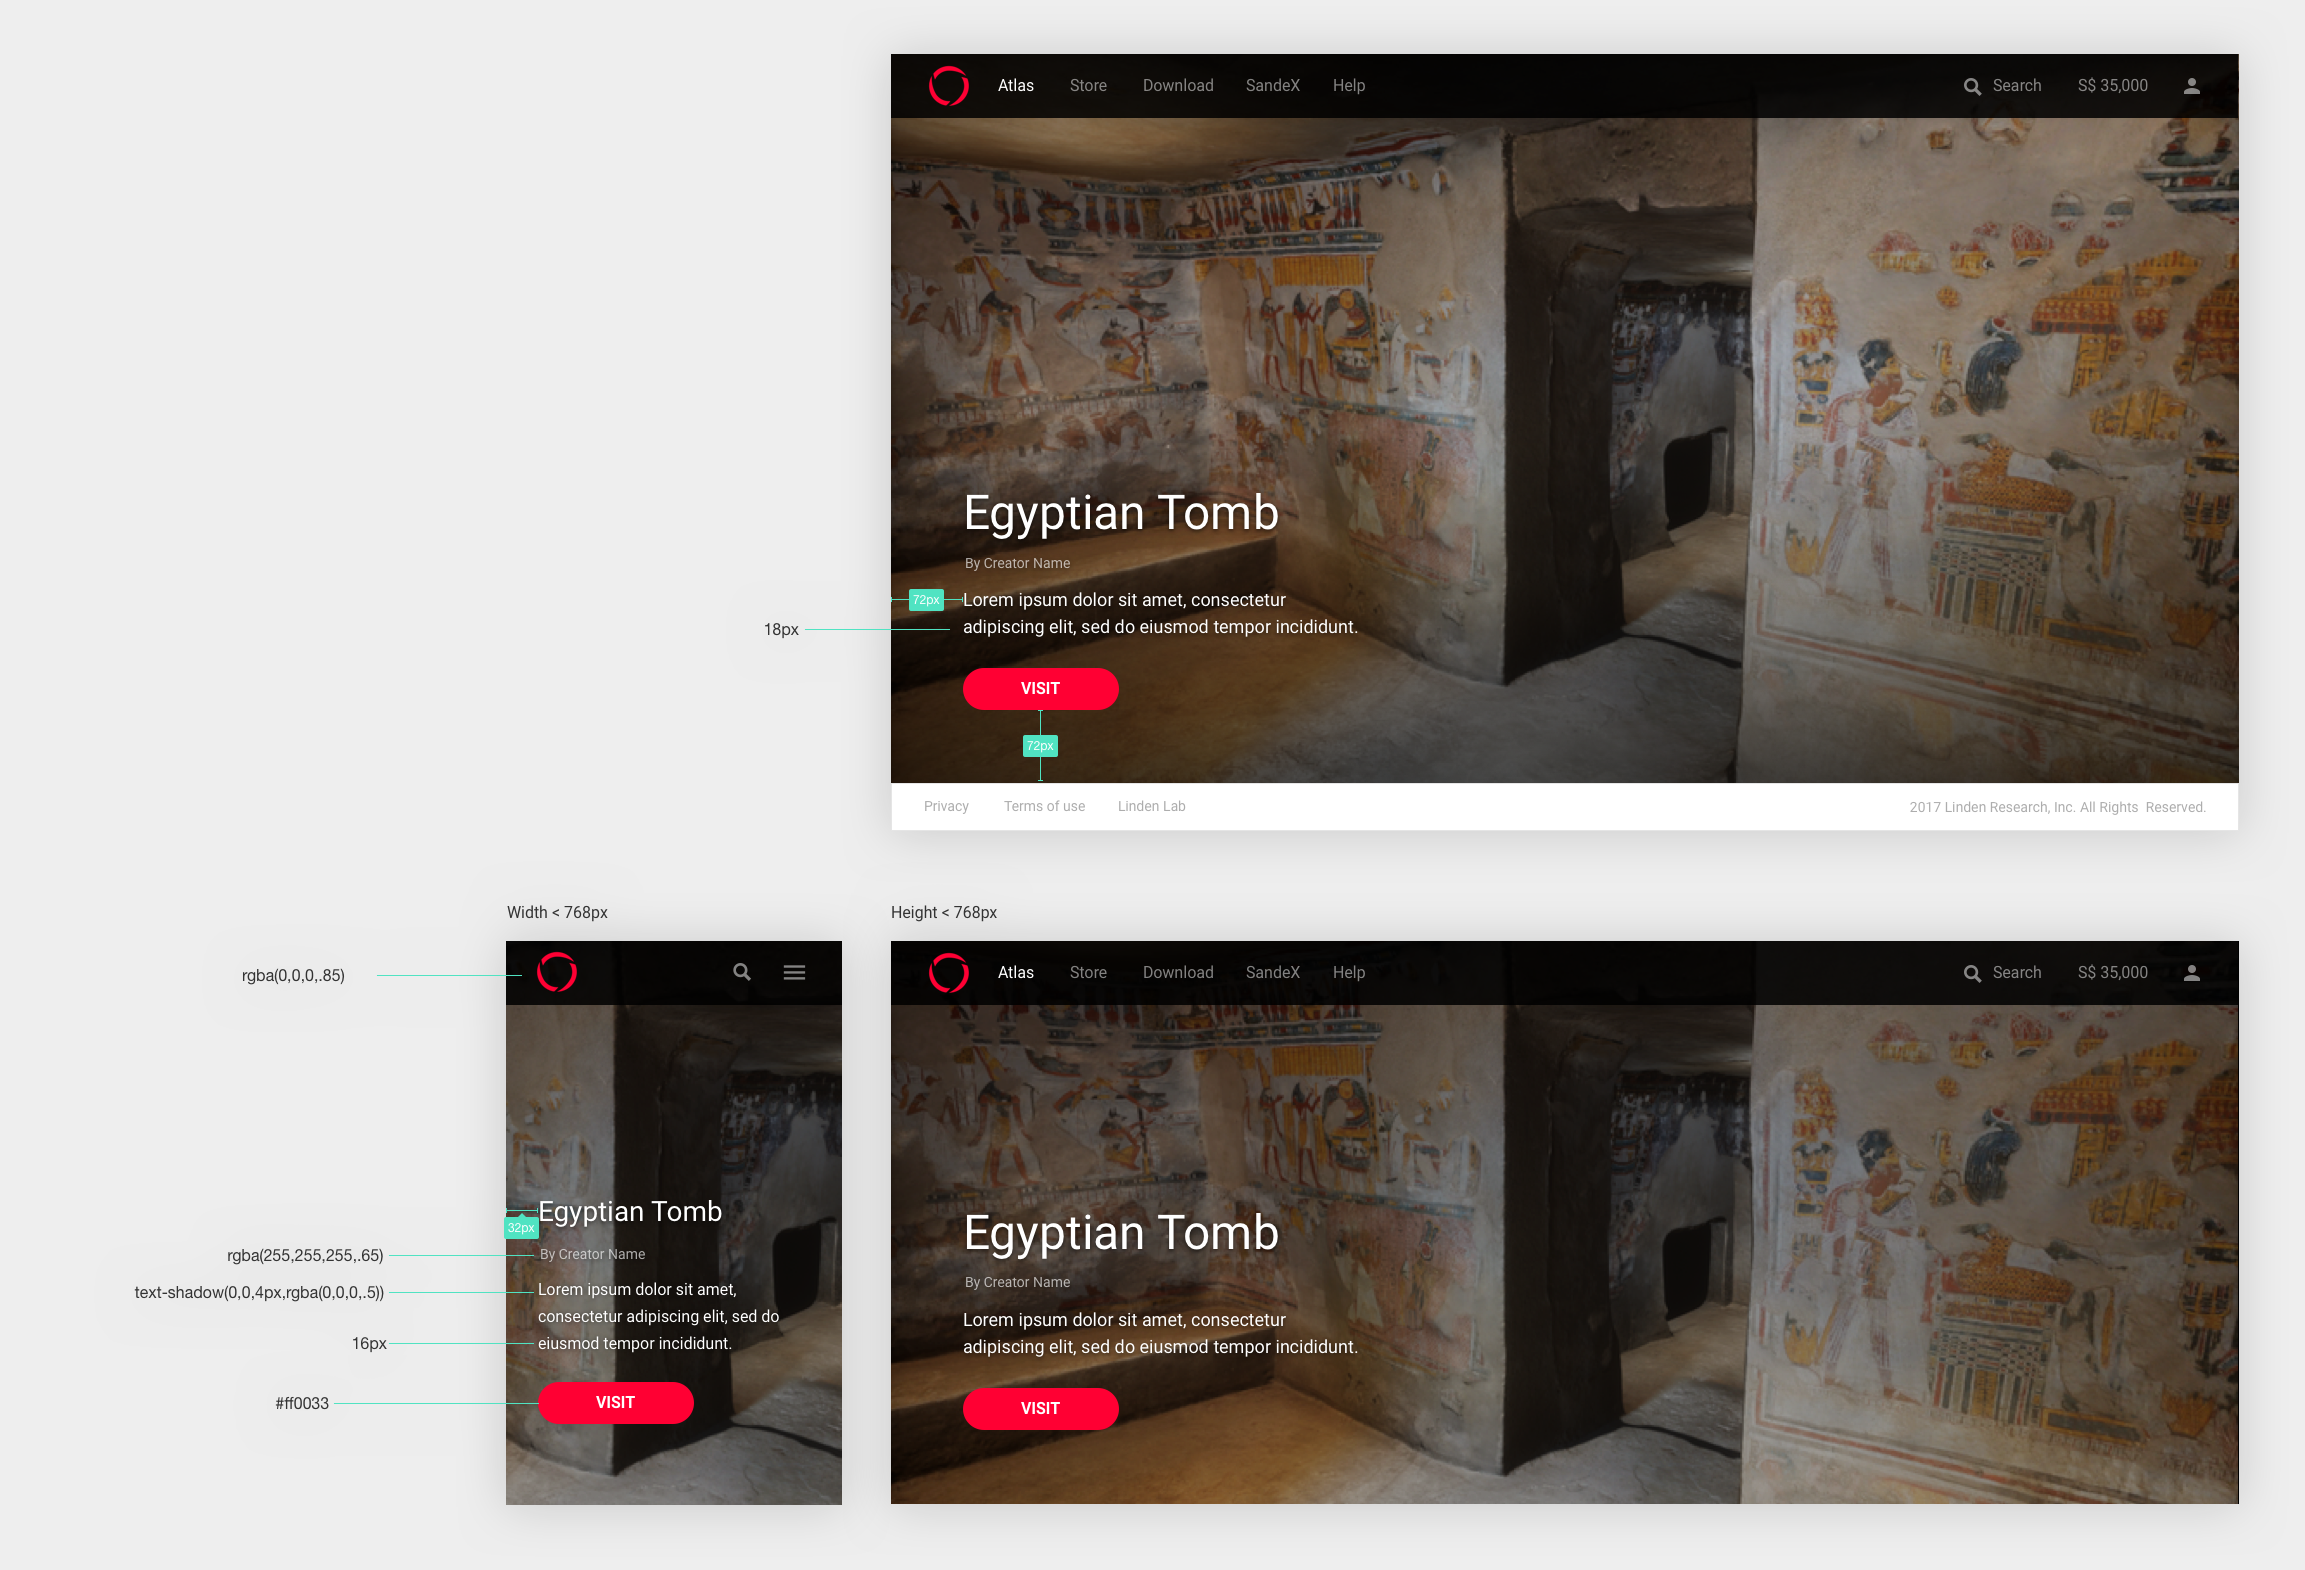 Atlas Store Download SandeX Help Search S$ 35,000
Egyptian Tomb
By Creator Name
72px
Lorem ipsum dolor sit amet, consectetur
18px
adipiscing elit, sed do eiusmod tempor incididunt.
VISIT
72px
Privacy Terms of use Linden Lab 2017 Linden Research, Inc. All Rights Reserved.
Width < 768px
rgba(0,0,0,.85)
Egyptian Tomb
32px
rgba(255,255,255,.65)
By Creator Name
text-shadow(0,0,4px,rgba(0,0,0,.5))
Lorem ipsum dolor sit amet,
consectetur adipiscing elit, sed do
16px
eiusmod tempor incididunt.
#ff0033
VISIT
Height < 768px
Atlas Store Download SandeX Help Search S$ 35,000
Egyptian Tomb
By Creator Name
Lorem ipsum dolor sit amet, consectetur
adipiscing elit, sed do eiusmod tempor incididunt.
VISIT